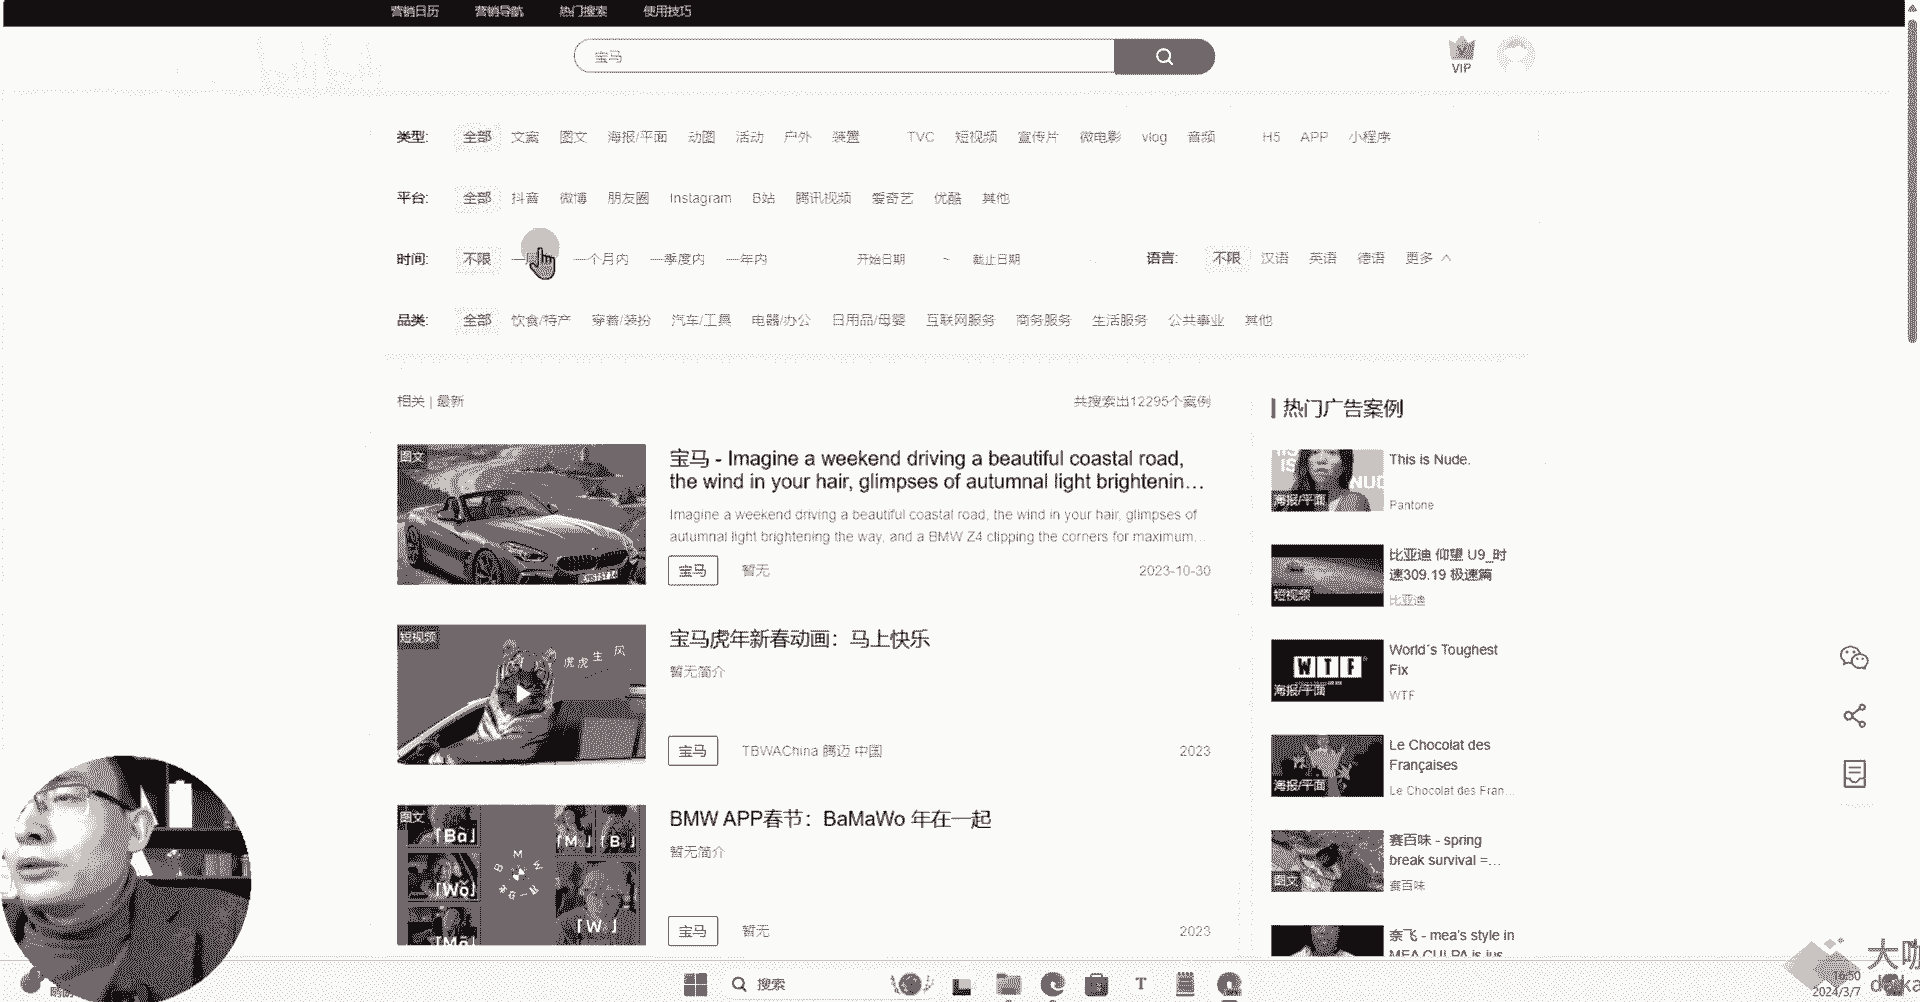 营销日历 营销导航 热门搜索 使用技巧
宝马
VIP
类型: 全部 文案 图文 海报/平面 动图 活动 户外 装置 TVC 短视频 宣传片 微电影 vlog 音频 H5 APP 小程序
平台: 全部 抖音 微博 朋友圈 Instagram B站 腾讯视频 爱奇艺 优酷 其他
时间: 不限 一周 一个月内 一季度内 一年内 开始日期 ~ 截止日期 语言: 不限 汉语 英语 德语 更多
品类: 全部 饮食/特产 穿着/装扮 汽车/工具 电器/办公 日用品/母婴 互联网服务 商务服务 生活服务 公共事业 其他
相关 | 最新 共搜索出12295个案例
图文
宝马 - Imagine a weekend driving a beautiful coastal road,
the wind in your hair, glimpses of autumnal light brightenin...
Imagine a weekend driving a beautiful coastal road, the wind in your hair, glimpses of
autumnal light brightening the way, and a BMW Z4 clipping the corners for maximum...
宝马 暂无 2023-10-30
短视频
虎虎生风
宝马虎年新春动画：马上快乐
暂无简介
宝马 TBWAChina 腾迈 中国 2023
图文
「Bā」
「M」「B」
「Wǒ」
「W」
「Mǎ」
BMW APP春节：BaMaWo 年在一起
暂无简介
宝马 暂无 2023
热门广告案例
海报/平面
This is Nude.
Pantone
短视频
比亚迪 仰望 U9_时
速309.19 极速篇
比亚迪
WTF
海报/平面
World´s Toughest
Fix
WTF
海报/平面
Le Chocolat des
Françaises
Le Chocolat des Fran...
图文
赛百味 - spring
break survival =...
赛百味
奈飞 - mea's style in
MEA CULPA is jus
搜索
T
16:50
2024/3/7
大咖